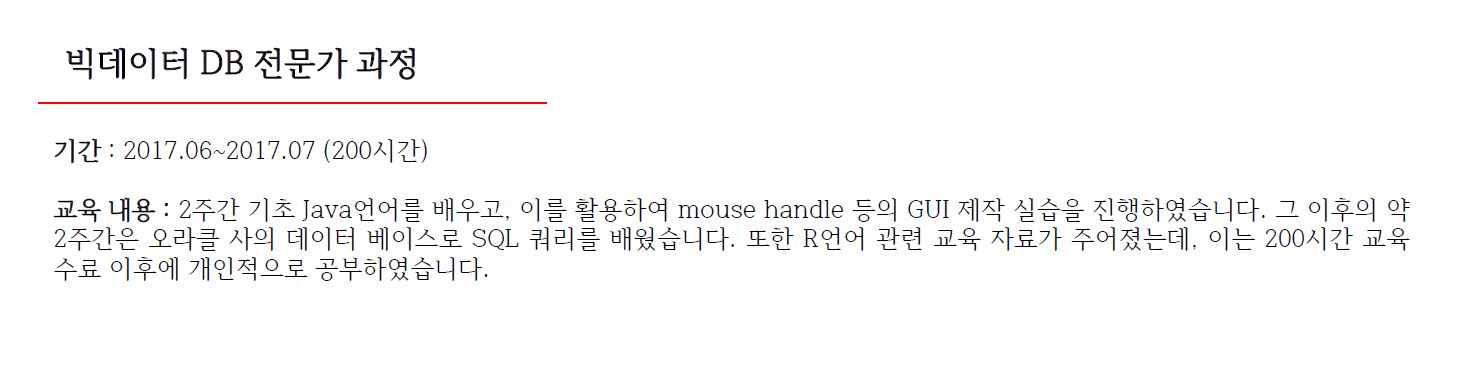 빅데이터 DB 전문가 과정
기간 : 2017.06~2017.07 (200시간)
교육 내용 : 2주간 기초 Java언어를 배우고, 이를 활용하여 mouse handle 등의 GUI 제작 실습을 진행하였습니다. 그 이후의 약
2주간은 오라클 사의 데이터 베이스로 SQL 쿼리를 배웠습니다. 또한 R언어 관련 교육 자료가 주어졌는데, 이는 200시간 교육
수료 이후에 개인적으로 공부하였습니다.